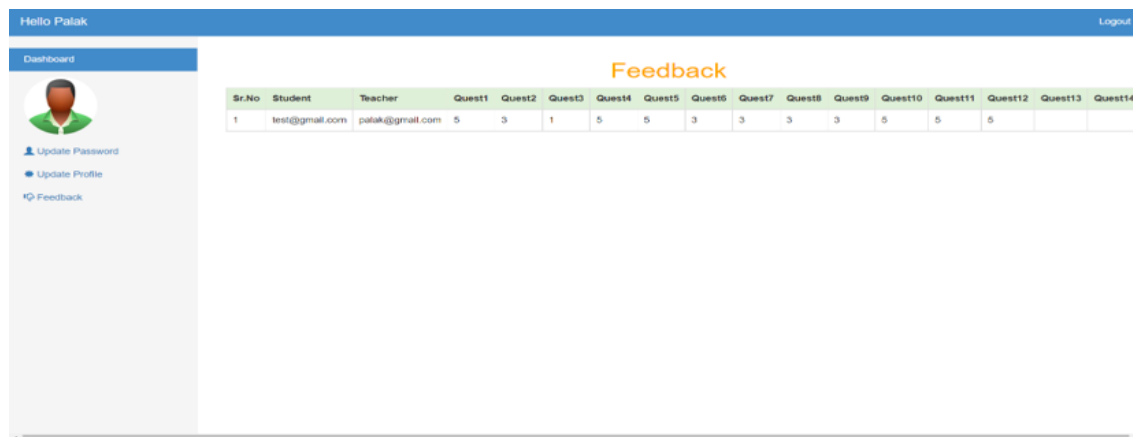 Hello Palak Logout
Dashboard
Feedback
Sr.No Student Teacher Quest1 Quest2 Quest3 Quest4 Quest5 Quest6 Quest7 Quest8 Quest9 Quest10 Quest11 Quest12 Quest13 Quest14
1 test@gmail.com palak@gmail.com 5 3 1 5 5 3 3 3 3 5 5 5
Update Password
Update Profile
Feedback